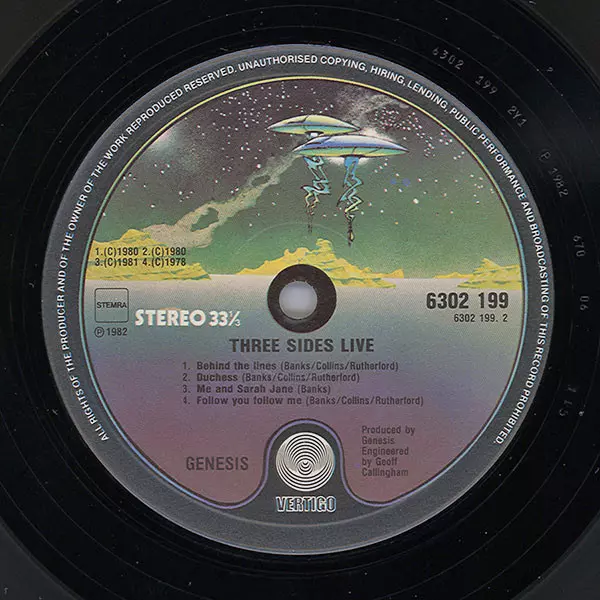 ALL RIGHTS OF THE PRODUCER AND OF THE OWNER OF THE WORK REPRODUCED RESERVED. UNAUTHORISED COPYING, HIRING, LENDING, PUBLIC PERFORMANCE AND BROADCASTING OF THIS RECORD PROHIBITED.
6302 199 2Y1 P 1982 670 06
1.(C)1980 2.(C)1980
3.(C)1981 4.(C)1978
STEMRA
STEREO 33⅓
6302 199
6302 199. 2
℗ 1982
THREE SIDES LIVE
1. Behind the lines (Banks/Collins/Rutherford)
2. Duchess (Banks/Collins/Rutherford)
3. Me and Sarah Jane (Banks)
4. Follow you follow me (Banks/Collins/Rutherford)
GENESIS
Produced by
Genesis
Engineered
by Geoff
Callingham
VERTIGO